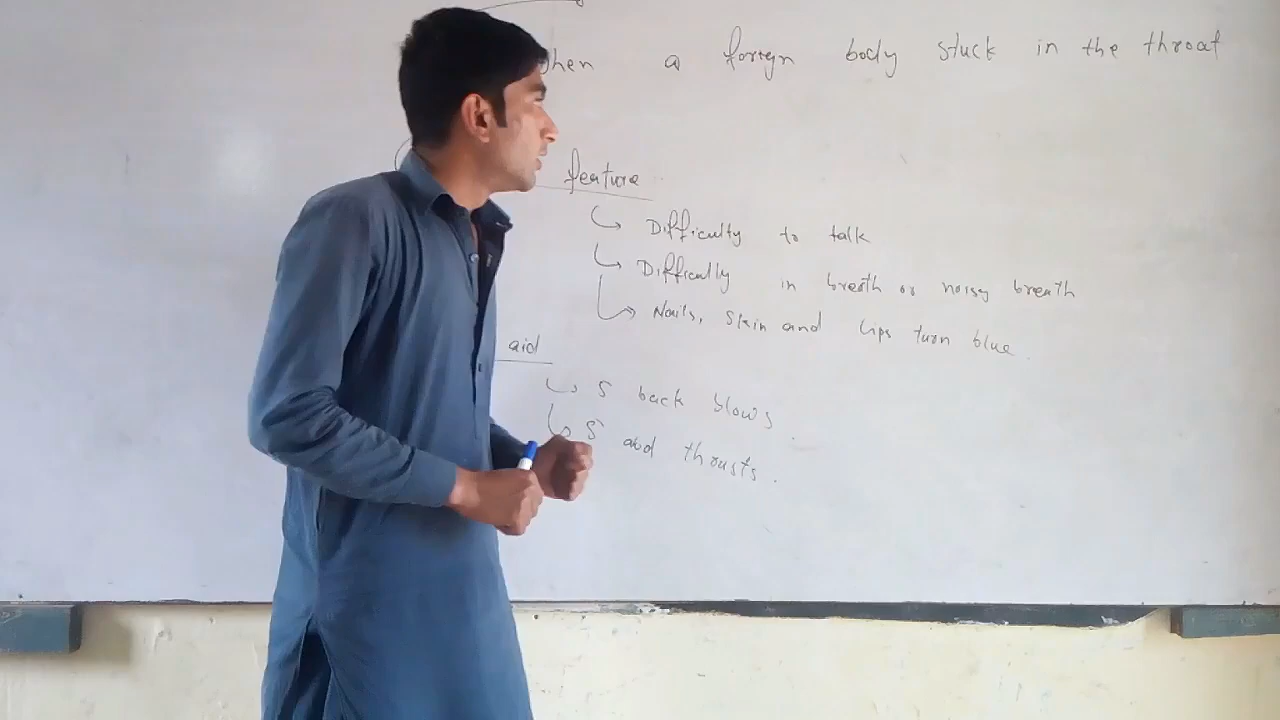 hen a foreign body stuck in the throat
feature
Difficulty to talk
Difficulty in breath or noisy breath
Nails, skin and lips turn blue.
aid
5 back blows.
5 abd thrusts.